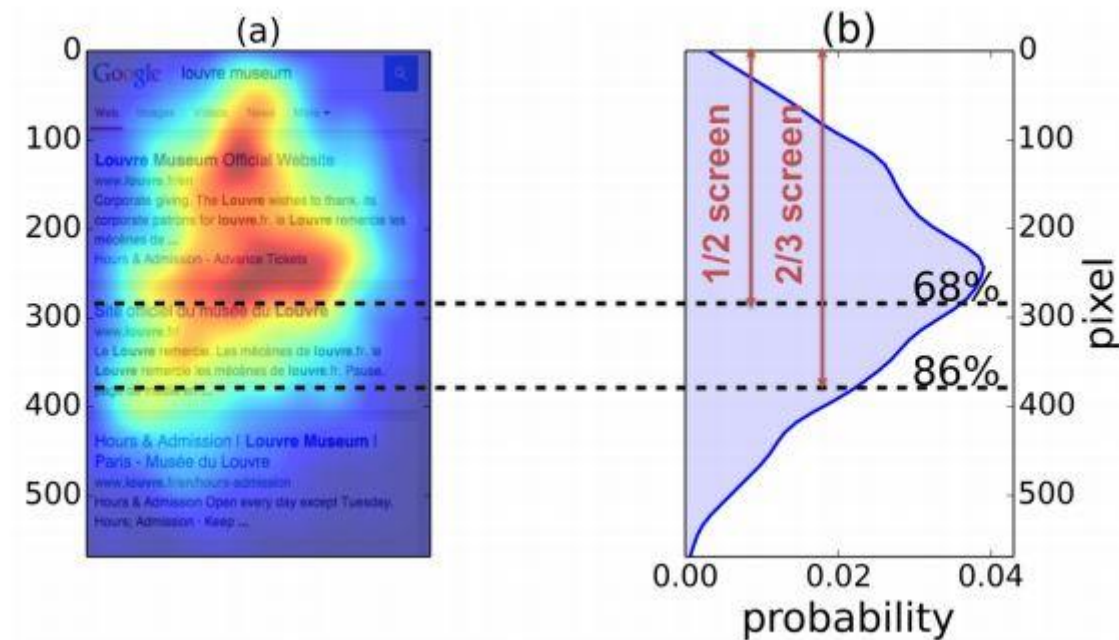 (a)
0
100
200
300
400
500
Google louvre museum
Web Images Videos News More
Louvre Museum Official Website
www.louvre.fr/en
Corporate giving. The Louvre wishes to thank, its
corporate patrons for louvre.fr. le Louvre remercie les
mécènes de ...
Hours & Admission - Advance Tickets
Site officiel du musée du Louvre
www.louvre.fr/
Le Louvre remercie. Les mécènes de louvre.fr. le
Louvre remercie les mécènes de louvre.fr. Pause.
Hours & Admission | Louvre Museum |
Paris - Musée du Louvre
www.louvre.fr/en/hours-admission
Hours & Admission Open every day except Tuesday.
Hours; Admission - Keep ...
(b)
1/2 screen
2/3 screen
68%
86%
0
100
200
300
400
500
pixel
0.00 0.02 0.04
probability